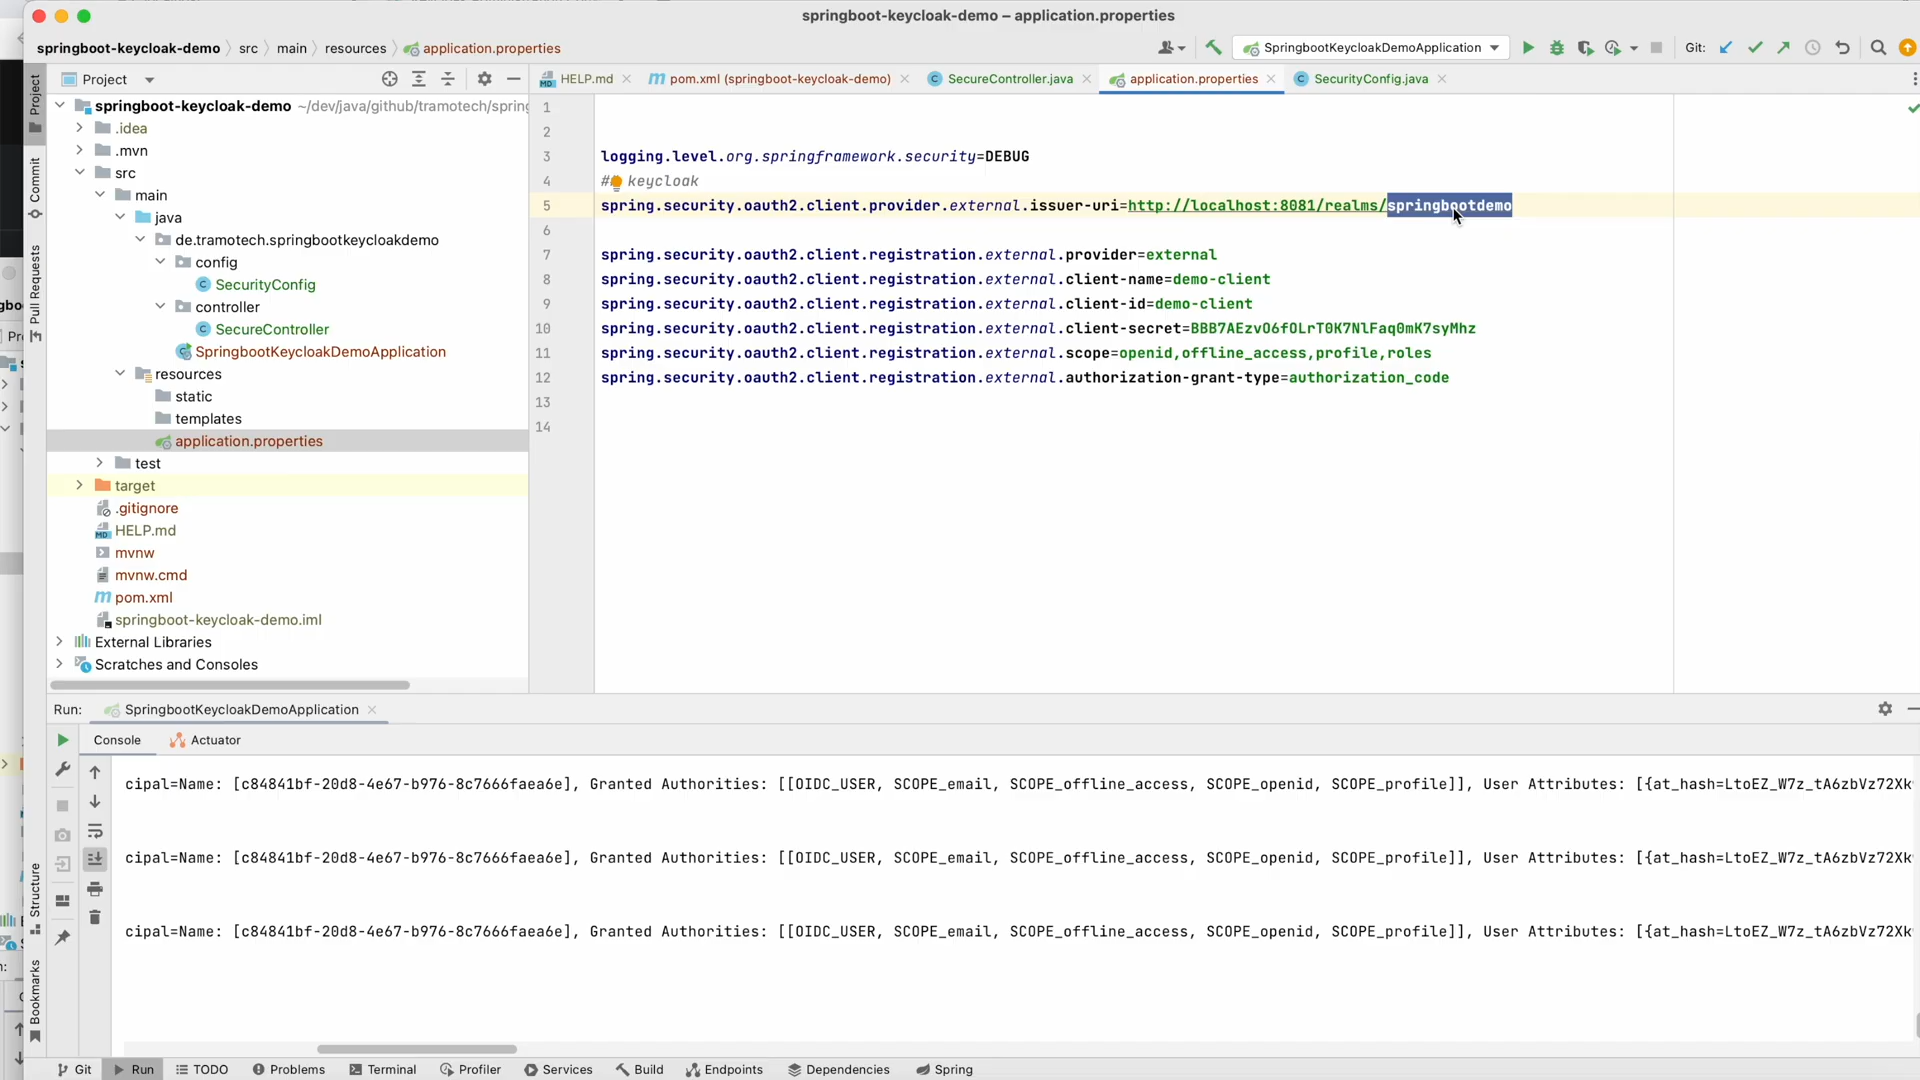 springboot-keycloak-demo – application.properties
springboot-keycloak-demo src main resources application.properties
SpringbootKeycloakDemoApplication
Git:
Project
HELP.md
pom.xml (springboot-keycloak-demo)
SecureController.java
application.properties
SecurityConfig.java
Project
Commit
Pull Requests
springboot-keycloak-demo ~/dev/java/github/tramotech/spring
.idea
.mvn
src
main
java
de.tramotech.springbootkeycloakdemo
config
SecurityConfig
controller
SecureController
SpringbootKeycloakDemoApplication
resources
static
templates
application.properties
test
target
.gitignore
HELP.md
mvnw
mvnw.cmd
pom.xml
springboot-keycloak-demo.iml
External Libraries
Scratches and Consoles
1
2
3 logging.level.org.springframework.security=DEBUG
4 ## keycloak
5 spring.security.oauth2.client.provider.external.issuer-uri=http://localhost:8081/realms/springbootdemo
6
7 spring.security.oauth2.client.registration.external.provider=external
8 spring.security.oauth2.client.registration.external.client-name=demo-client
9 spring.security.oauth2.client.registration.external.client-id=demo-client
10 spring.security.oauth2.client.registration.external.client-secret=BBB7AEzvO6fOLrT0K7NlFaq0mK7syMhz
11 spring.security.oauth2.client.registration.external.scope=openid,offline_access,profile,roles
12 spring.security.oauth2.client.registration.external.authorization-grant-type=authorization_code
13
14
Run: SpringbootKeycloakDemoApplication
Console Actuator
cipal=Name: [c84841bf-20d8-4e67-b976-8c7666faea6e], Granted Authorities: [[OIDC_USER, SCOPE_email, SCOPE_offline_access, SCOPE_openid, SCOPE_profile]], User Attributes: [{at_hash=LtoEZ_W7z_tA6zbVz72Xk
cipal=Name: [c84841bf-20d8-4e67-b976-8c7666faea6e], Granted Authorities: [[OIDC_USER, SCOPE_email, SCOPE_offline_access, SCOPE_openid, SCOPE_profile]], User Attributes: [{at_hash=LtoEZ_W7z_tA6zbVz72Xk
cipal=Name: [c84841bf-20d8-4e67-b976-8c7666faea6e], Granted Authorities: [[OIDC_USER, SCOPE_email, SCOPE_offline_access, SCOPE_openid, SCOPE_profile]], User Attributes: [{at_hash=LtoEZ_W7z_tA6zbVz72Xk
Structure
Bookmarks
Git Run TODO Problems Terminal Profiler Services Build Endpoints Dependencies Spring